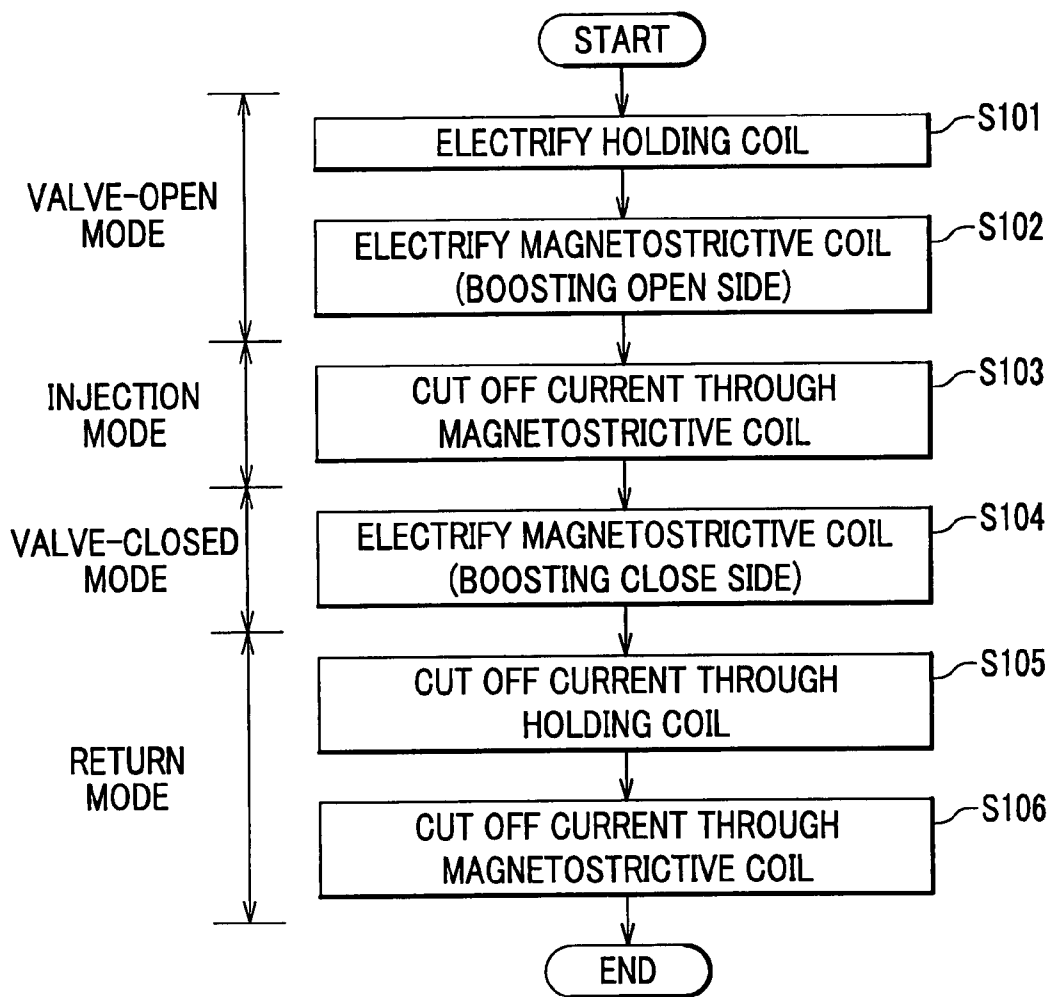 START
VALVE-OPEN
MODE
ELECTRIFY HOLDING COIL
S101
ELECTRIFY MAGNETOSTRICTIVE COIL
(BOOSTING OPEN SIDE)
S102
INJECTION
MODE
CUT OFF CURRENT THROUGH
MAGNETOSTRICTIVE COIL
S103
VALVE-CLOSED
MODE
ELECTRIFY MAGNETOSTRICTIVE COIL
(BOOSTING CLOSE SIDE)
S104
RETURN
MODE
CUT OFF CURRENT THROUGH
HOLDING COIL
S105
CUT OFF CURRENT THROUGH
MAGNETOSTRICTIVE COIL
S106
END